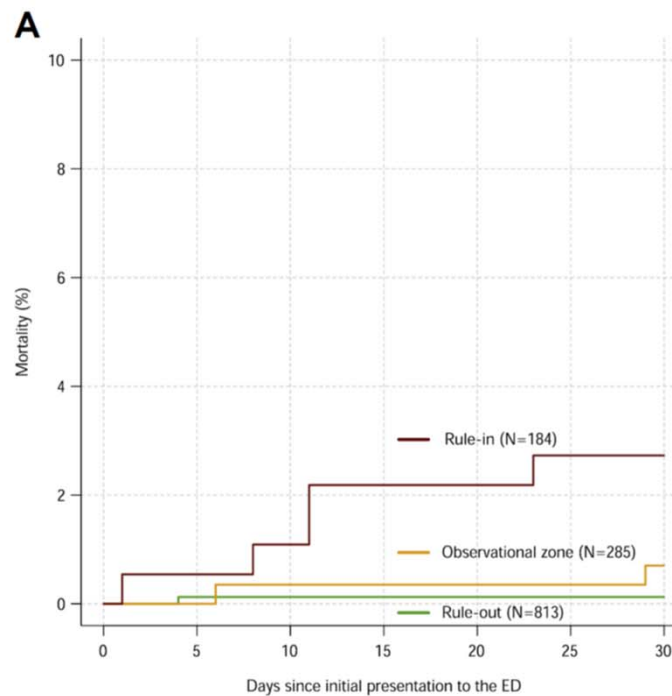 A
10
8
6
4
2
0
Mortality (%)
Rule-in (N=184)
Observational zone (N=285)
Rule-out (N=813)
0 5 10 15 20 25 30
Days since initial presentation to the ED